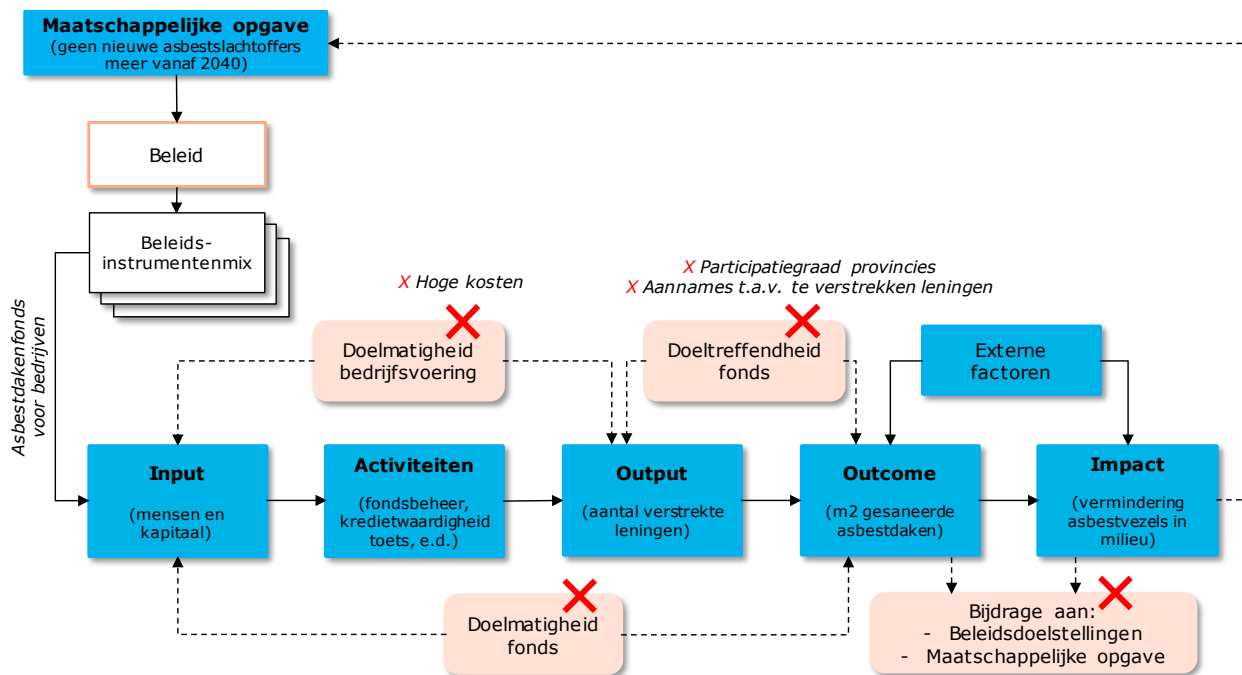 Maatschappelijke opgave
(geen nieuwe asbestslachtoffers
meer vanaf 2040)
Beleid
Beleids-
instrumentenmix
Asbestdakenfonds
voor bedrijven
X Hoge kosten
X Participatiegraad provincies
X Aannames t.a.v. te verstrekken leningen
Doelmatigheid
bedrijfsvoering
Doeltreffendheid
fonds
Externe
factoren
Input
(mensen en
kapitaal)
Activiteiten
(fondsbeheer,
kredietwaardigheid
toets, e.d.)
Output
(aantal verstrekte
leningen)
Outcome
(m2 gesaneerde
asbestdaken)
Impact
(vermindering
asbestvezels in
milieu)
Doelmatigheid
fonds
Bijdrage aan:
- Beleidsdoelstellingen
- Maatschappelijke opgave